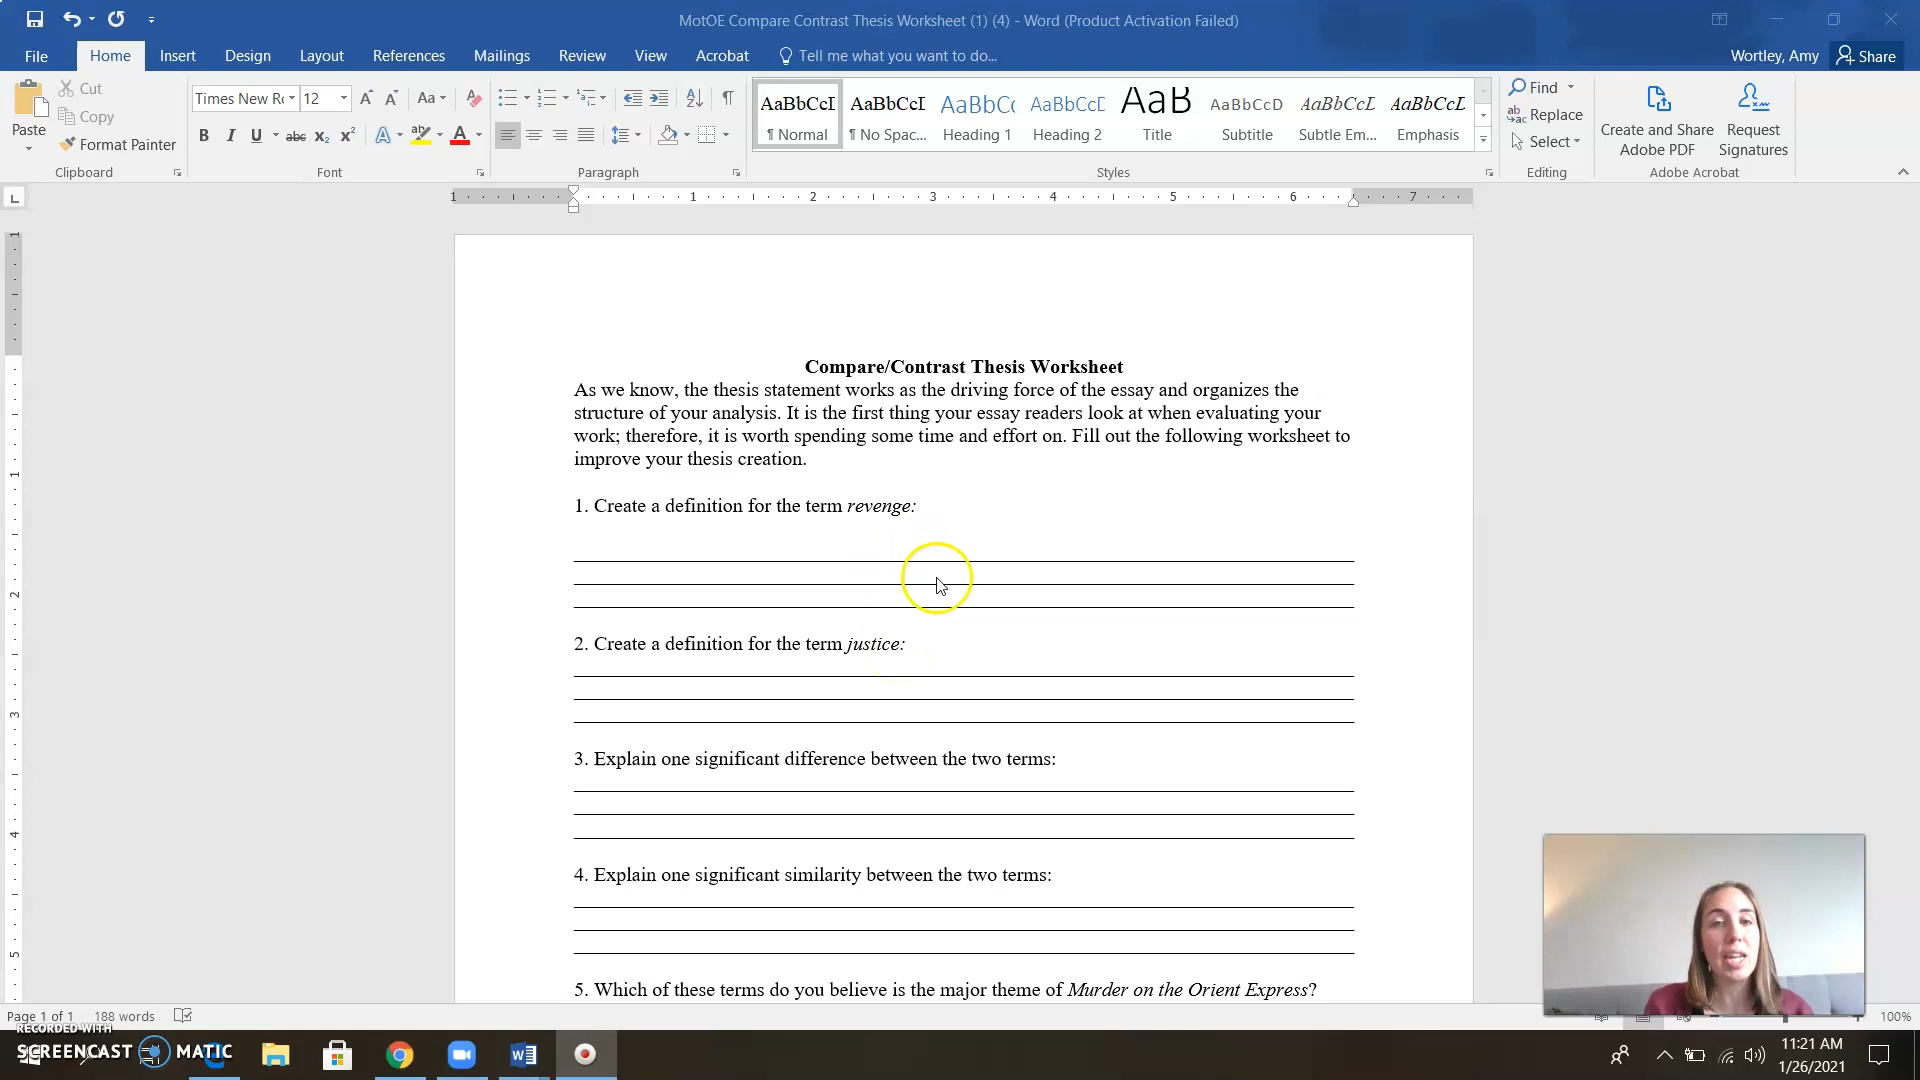 MotOE Compare Contrast Thesis Worksheet (1) (4) - Word (Product Activation Failed)
File Home Insert Design Layout References Mailings Review View Acrobat Tell me what you want to do... Wortley, Amy Share
Cut
Copy
Format Painter
Paste
Times New Ro 12
AaBbCcI AaBbCcI AaBbCc AaBbCcD AaB AaBbCcD AaBbCcL AaBbCcL
¶ Normal ¶ No Spac... Heading 1 Heading 2 Title Subtitle Subtle Em... Emphasis
Find
Replace
Select
Create and Share Adobe PDF
Request Signatures
Clipboard Font Paragraph Styles Editing Adobe Acrobat
1 1 2 3 4 5 6 7
Compare/Contrast Thesis Worksheet
As we know, the thesis statement works as the driving force of the essay and organizes the
structure of your analysis. It is the first thing your essay readers look at when evaluating your
work; therefore, it is worth spending some time and effort on. Fill out the following worksheet to
improve your thesis creation.
1. Create a definition for the term revenge:
2. Create a definition for the term justice:
3. Explain one significant difference between the two terms:
4. Explain one significant similarity between the two terms:
5. Which of these terms do you believe is the major theme of Murder on the Orient Express?
Page 1 of 1 188 words 100%
RECORDED WITH
SCREENCAST MATIC
11:21 AM
1/26/2021